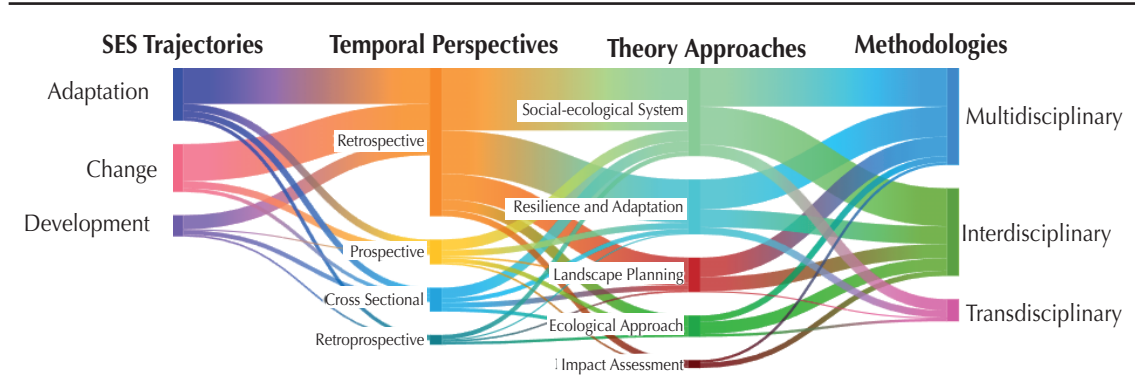 SES Trajectories
Temporal Perspectives
Theory Approaches
Methodologies
Adaptation
Change
Development
Retrospective
Prospective
Cross Sectional
Retroprospective
Social-ecological System
Resilience and Adaptation
Landscape Planning
Ecological Approach
Impact Assessment
Multidisciplinary
Interdisciplinary
Transdisciplinary